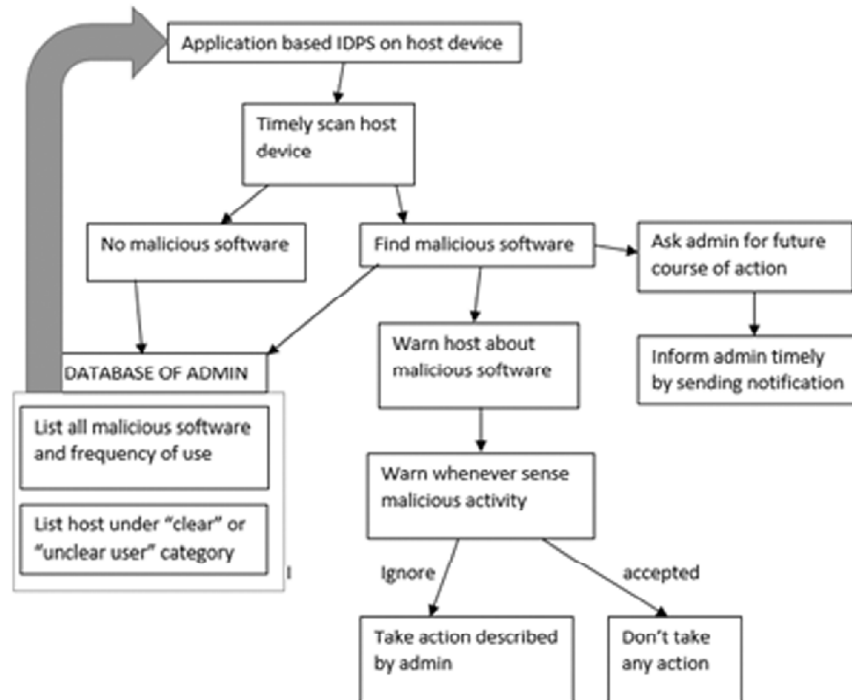 Application based IDPS on host device
Timely scan host
device
No malicious software
Find malicious software
Ask admin for future
course of action
Warn host about
malicious software
Inform admin timely
by sending notification
DATABASE OF ADMIN
List all malicious software
and frequency of use
List host under “clear” or
“unclear user” category
Warn whenever sense
malicious activity
Ignore
accepted
Take action described
by admin
Don’t take
any action